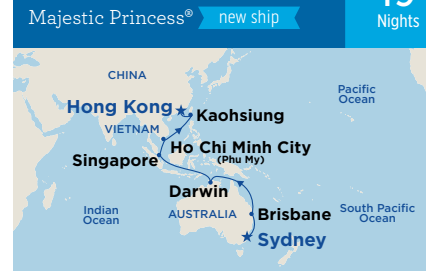 Majestic Princess®
new ship
Nights
CHINA
Pacific
Ocean
Hong Kong
Kaohsiung
VIETNAM
Ho Chi Minh City
(Phu My)
Singapore
Darwin
Indian
Ocean
AUSTRALIA
Brisbane
South Pacific
Ocean
Sydney